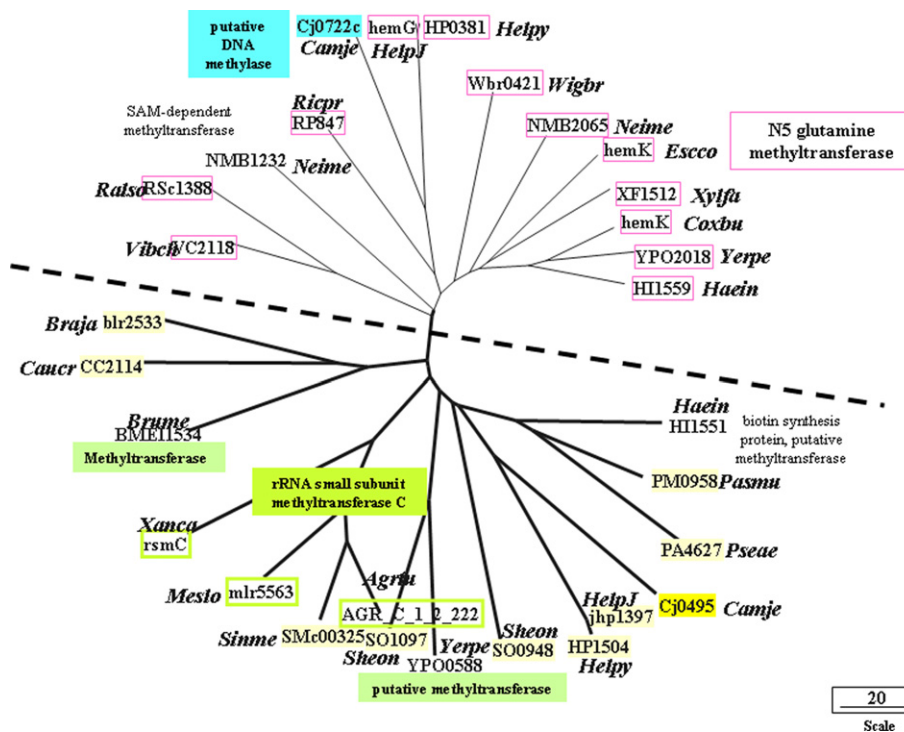 putative
DNA
methylase
Cj0722c
Camje
hemG
HelpJ
HP0381
Helpy
Wbr0421
Wigbr
Ricpr
RP847
SAM-dependent
methyltransferase
NMB2065
Neime
hemK
Escco
N5 glutamine
methyltransferase
NMB1232
Neime
Ralso
RSc1388
XF1512
Xylfa
hemK
Coxbu
Vibch
VC2118
YPO2018
Yerpe
HI1559
Haein
Braja
blr2533
Caucr
CC2114
Brume
BMEI1534
Methyltransferase
Haein
HI1551
biotin synthesis
protein, putative
methyltransferase
rRNA small subunit
methyltransferase C
PM0958
Pasmu
Xanca
rsmC
PA4627
Pseae
Meslo
mlr5563
Agrtu
AGR_C_1_2_222
HelpJ
jhp1397
Cj0495
Camje
Sinme
SMc00325
SO1097
Sheon
Yerpe
YPO0588
Sheon
SO0948
HP1504
Helpy
putative methyltransferase
20
Scale